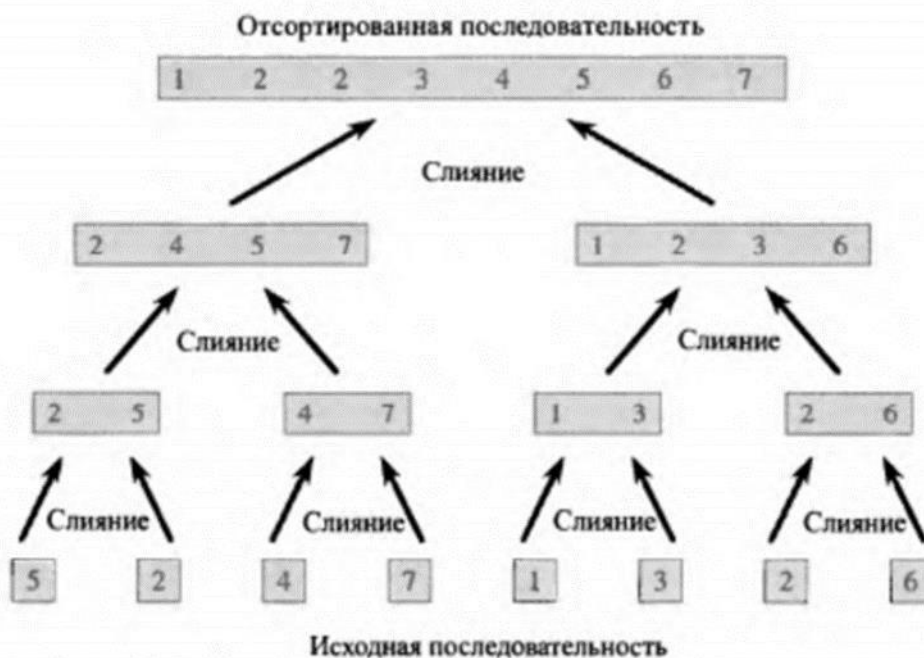 Отсортированная последовательность
1 2 2 3 4 5 6 7
Слияние
2 4 5 7
1 2 3 6
Слияние
Слияние
2 5
4 7
1 3
2 6
Слияние
Слияние
Слияние
Слияние
5
2
4
7
1
3
2
6
Исходная последовательность